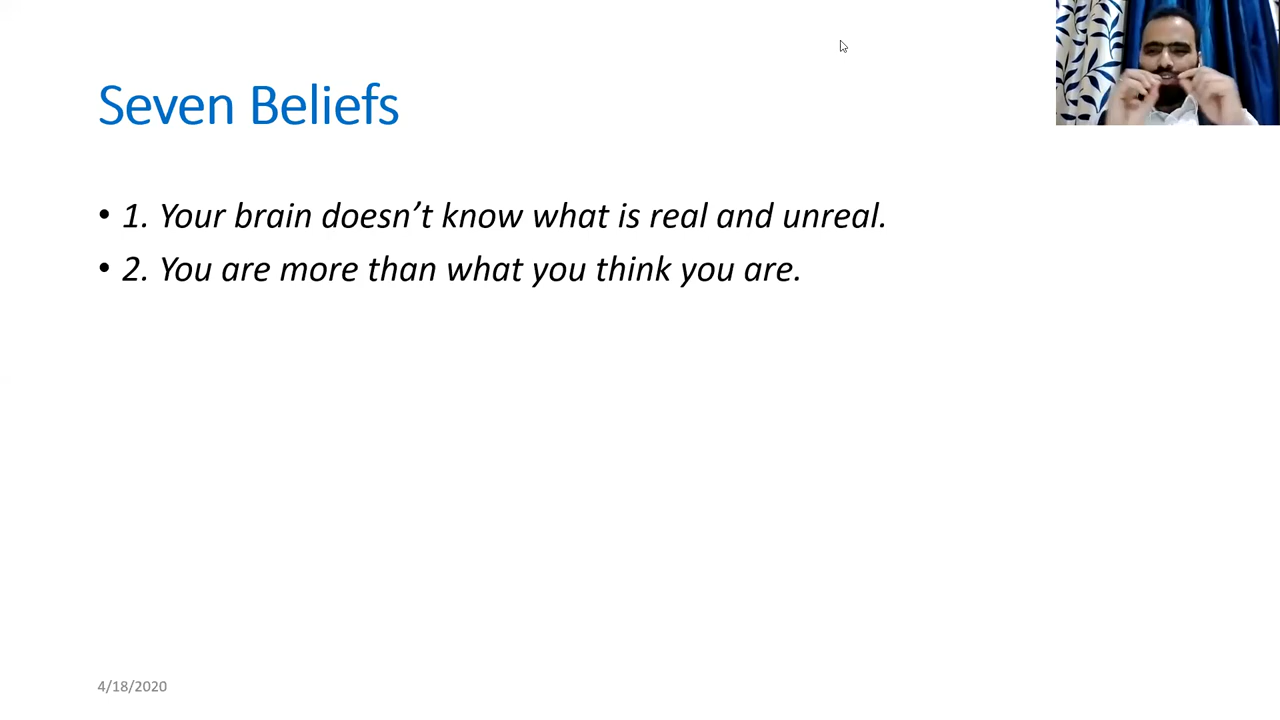 Seven Beliefs
• 1. Your brain doesn’t know what is real and unreal.
• 2. You are more than what you think you are.
4/18/2020